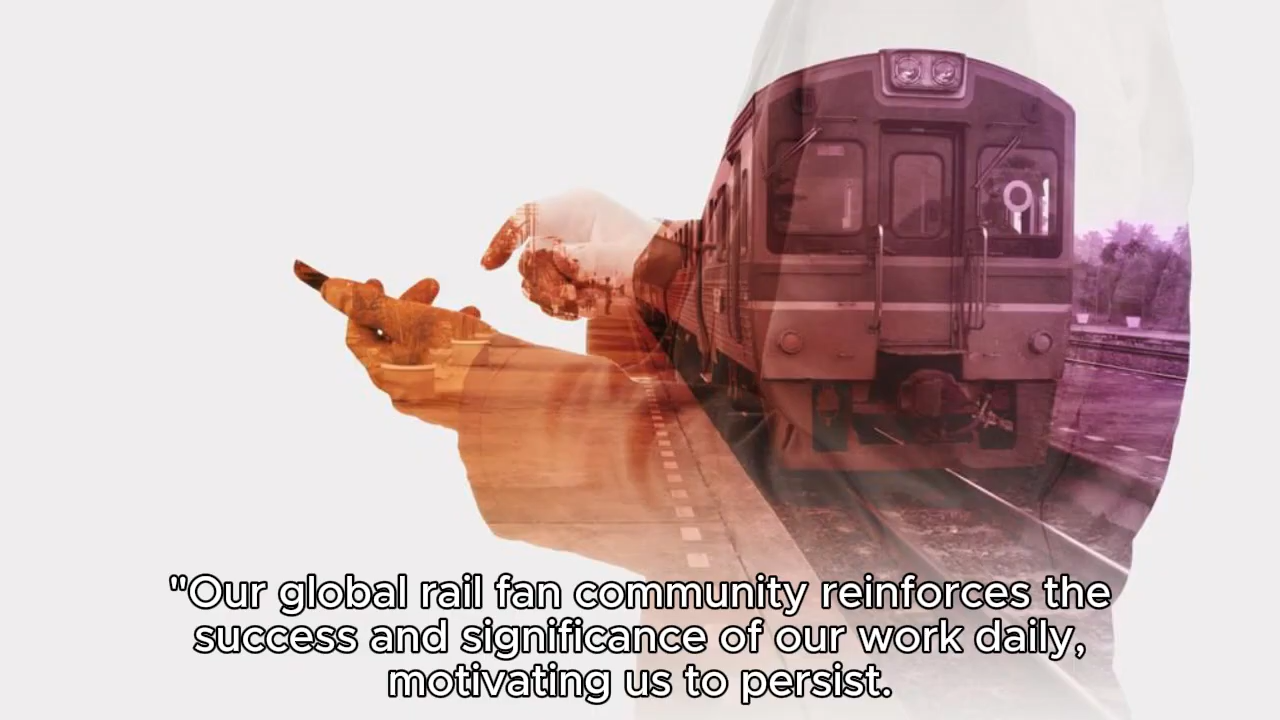 "Our global rail fan community reinforces the
success and significance of our work daily,
motivating us to persist.